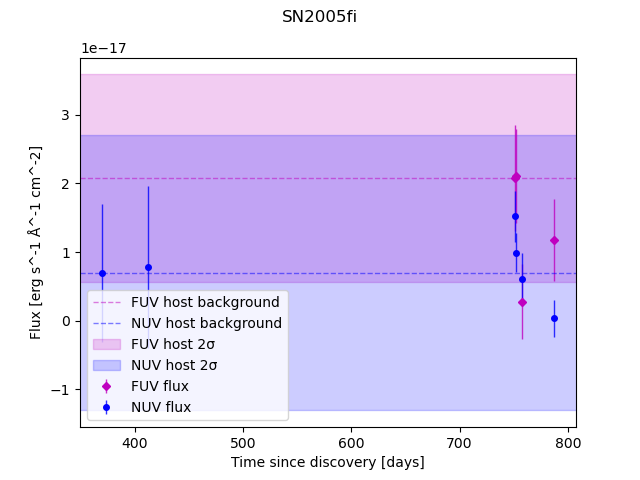 SN2005fi
1e−17
3
2
1
0
−1
Flux [erg s^-1 Å^-1 cm^-2]
FUV host background
NUV host background
FUV host 2σ
NUV host 2σ
FUV flux
NUV flux
400 500 600 700 800
Time since discovery [days]